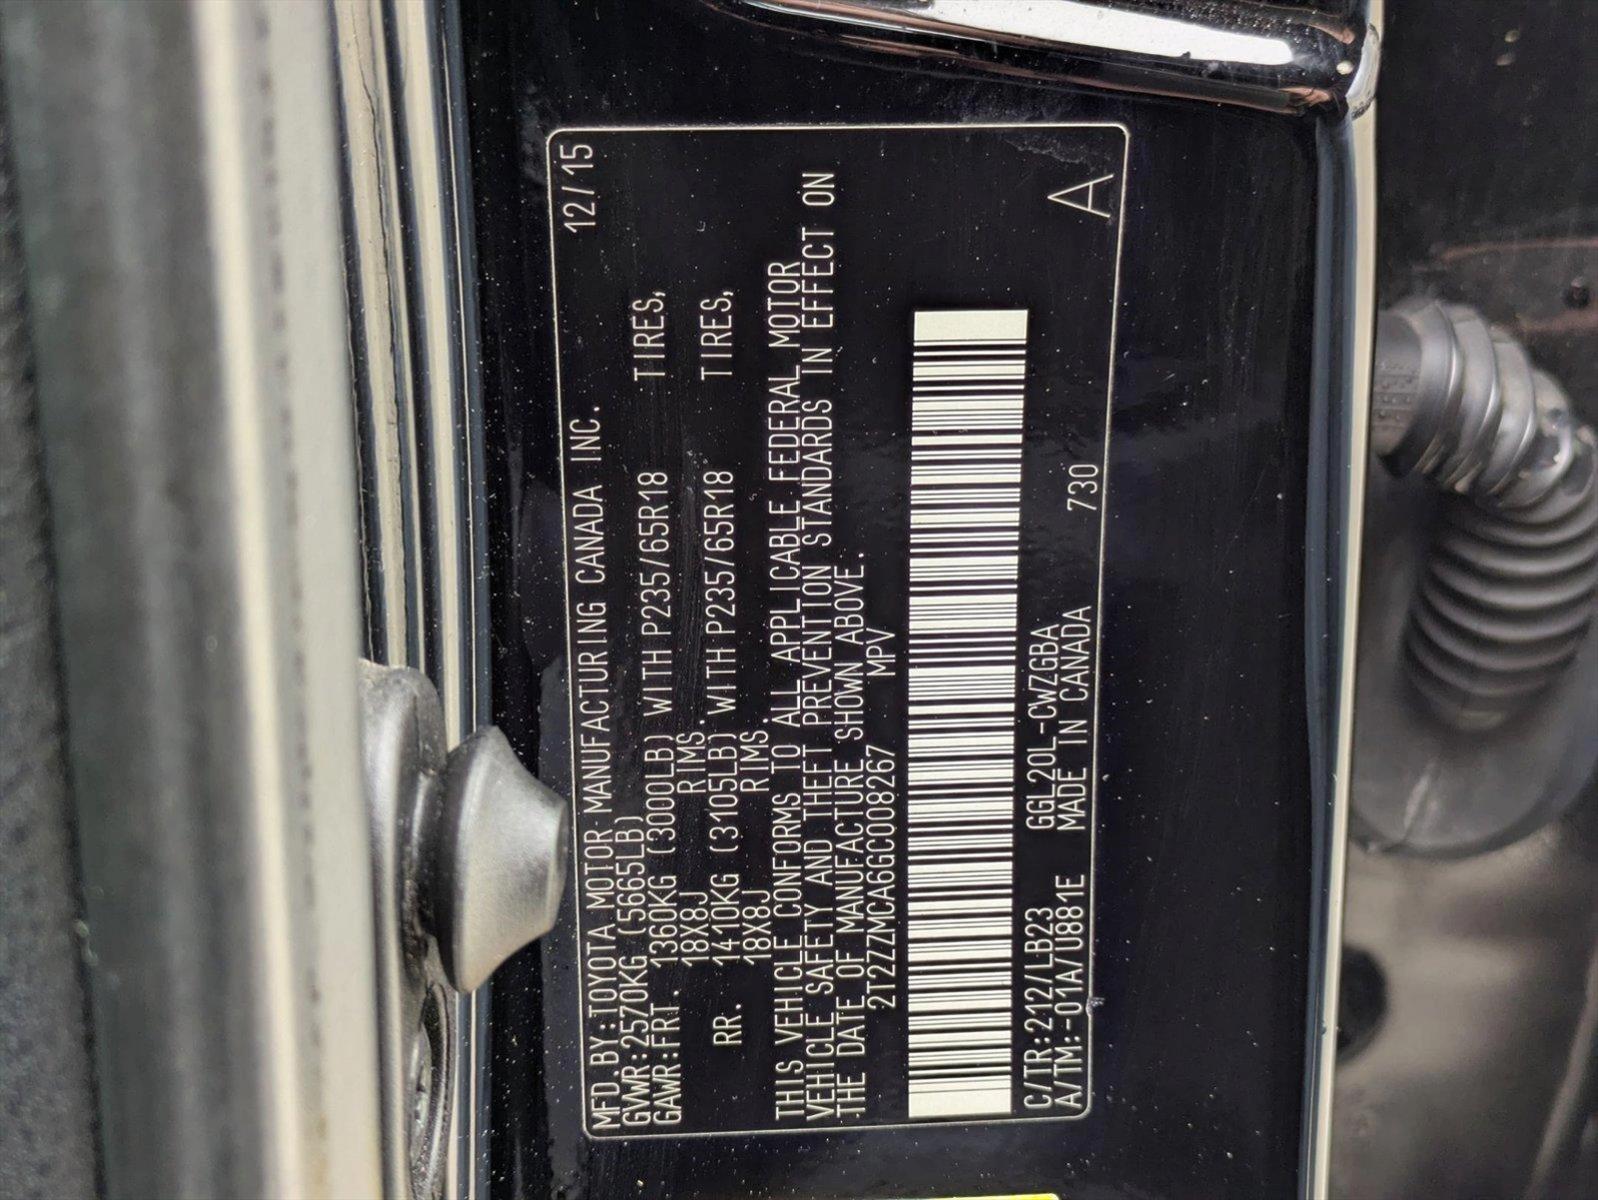 MFD.BY:TOYOTA MOTOR MANUFACTURING CANADA INC. 12/15
GVWR:2570KG (5665LB)
GAWR:FRT. 1360KG (3000LB) WITH P235/65R18 TIRES,
18X8J RIMS.
RR. 1410KG (3105LB) WITH P235/65R18 TIRES,
18X8J RIMS.
THIS VEHICLE CONFORMS TO ALL APPLICABLE FEDERAL MOTOR
VEHICLE SAFETY AND THEFT PREVENTION STANDARDS IN EFFECT ON
THE DATE OF MANUFACTURE SHOWN ABOVE.
2T2ZZMCA6GC008267 MPV
C/TR:212/LB23 GGL20L-CWZGBA
A/TM:-01A/U881E MADE IN CANADA 730 A